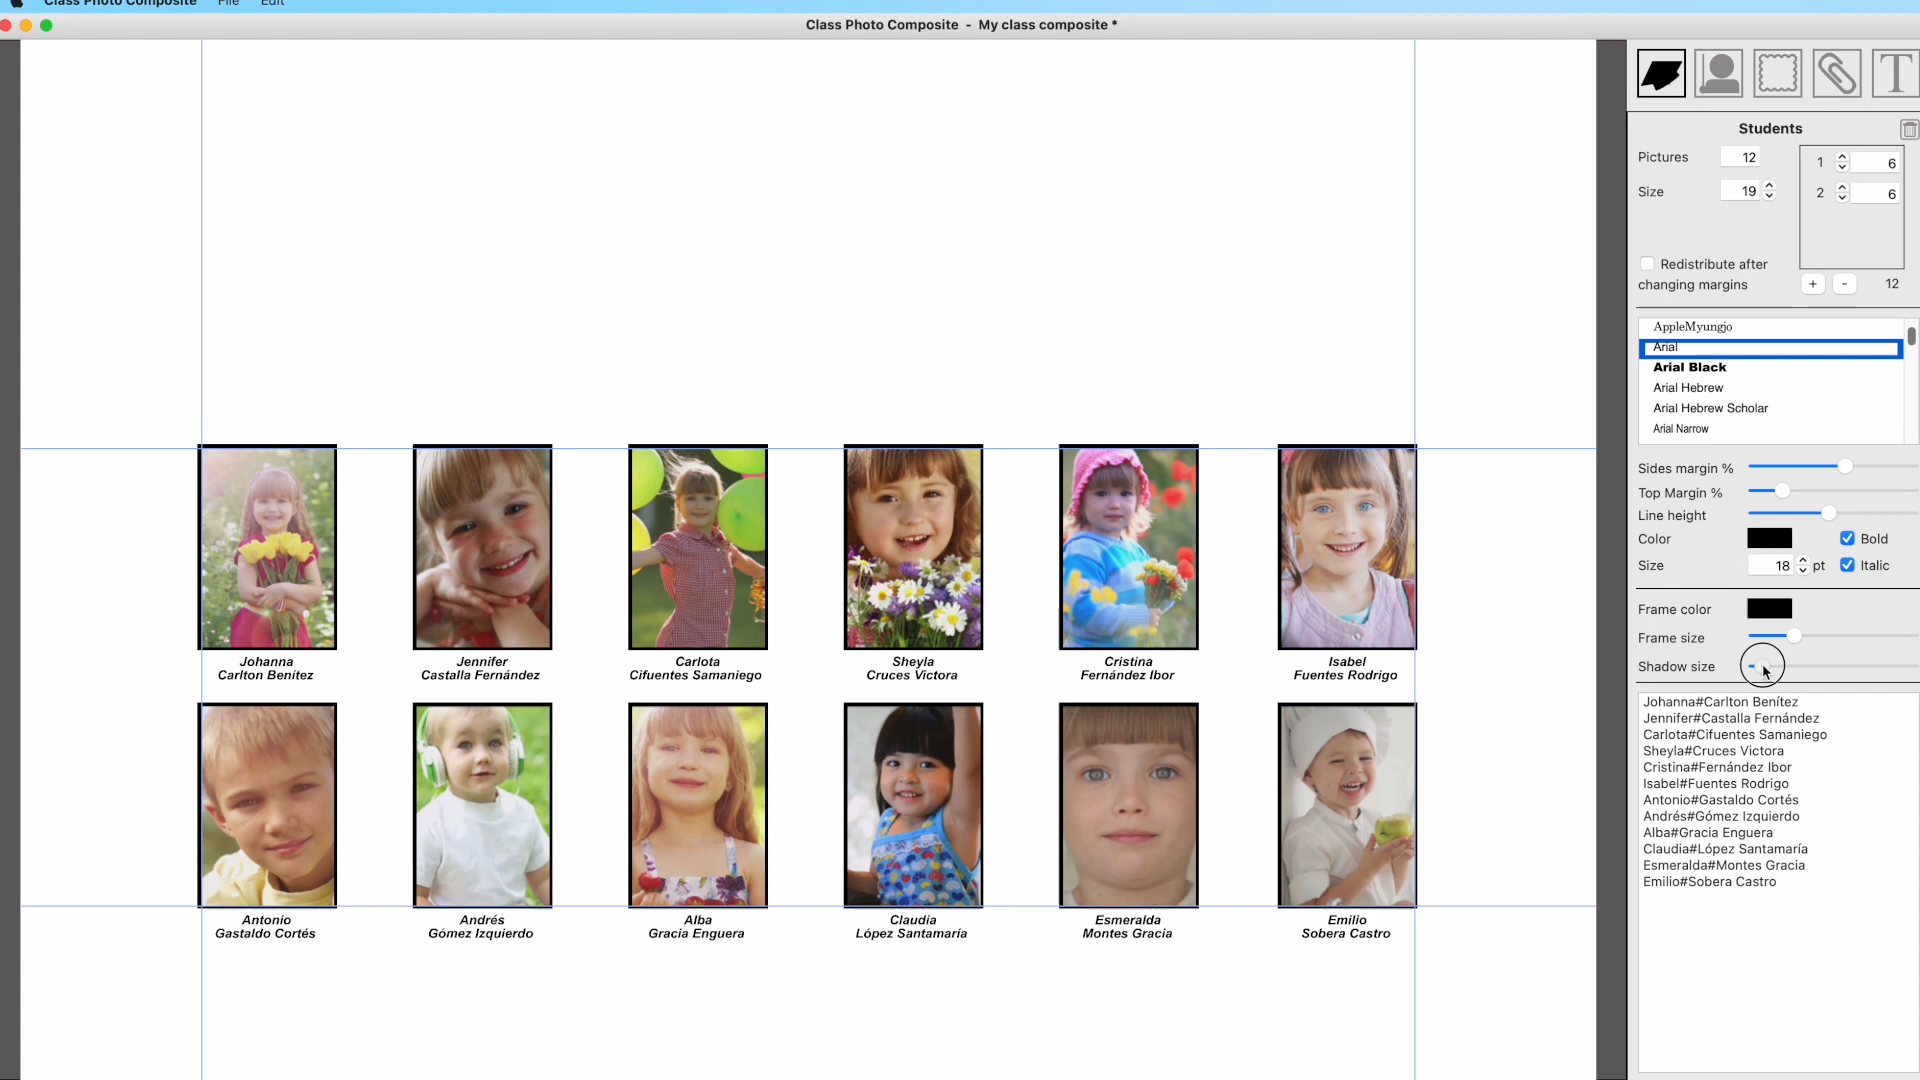 Class Photo Composite File Edit
Class Photo Composite - My class composite *
T
Students
Pictures 12
1 6
Size 19
2 6
Redistribute after
changing margins
+ - 12
AppleMyungjo
Arial
Arial Black
Arial Hebrew
Arial Hebrew Scholar
Arial Narrow
Sides margin %
Top Margin %
Line height
Color Bold
Size 18 pt Italic
Frame color
Frame size
Shadow size
Johanna#Carlton Benítez
Jennifer#Castalla Fernández
Carlota#Cifuentes Samaniego
Sheyla#Cruces Victora
Cristina#Fernández Ibor
Isabel#Fuentes Rodrigo
Antonio#Gastaldo Cortés
Andrés#Gómez Izquierdo
Alba#Gracia Enguera
Claudia#López Santamaría
Esmeralda#Montes Gracia
Emilio#Sobera Castro
Johanna
Carlton Benítez
Jennifer
Castalla Fernández
Carlota
Cifuentes Samaniego
Sheyla
Cruces Victora
Cristina
Fernández Ibor
Isabel
Fuentes Rodrigo
Antonio
Gastaldo Cortés
Andrés
Gómez Izquierdo
Alba
Gracia Enguera
Claudia
López Santamaría
Esmeralda
Montes Gracia
Emilio
Sobera Castro